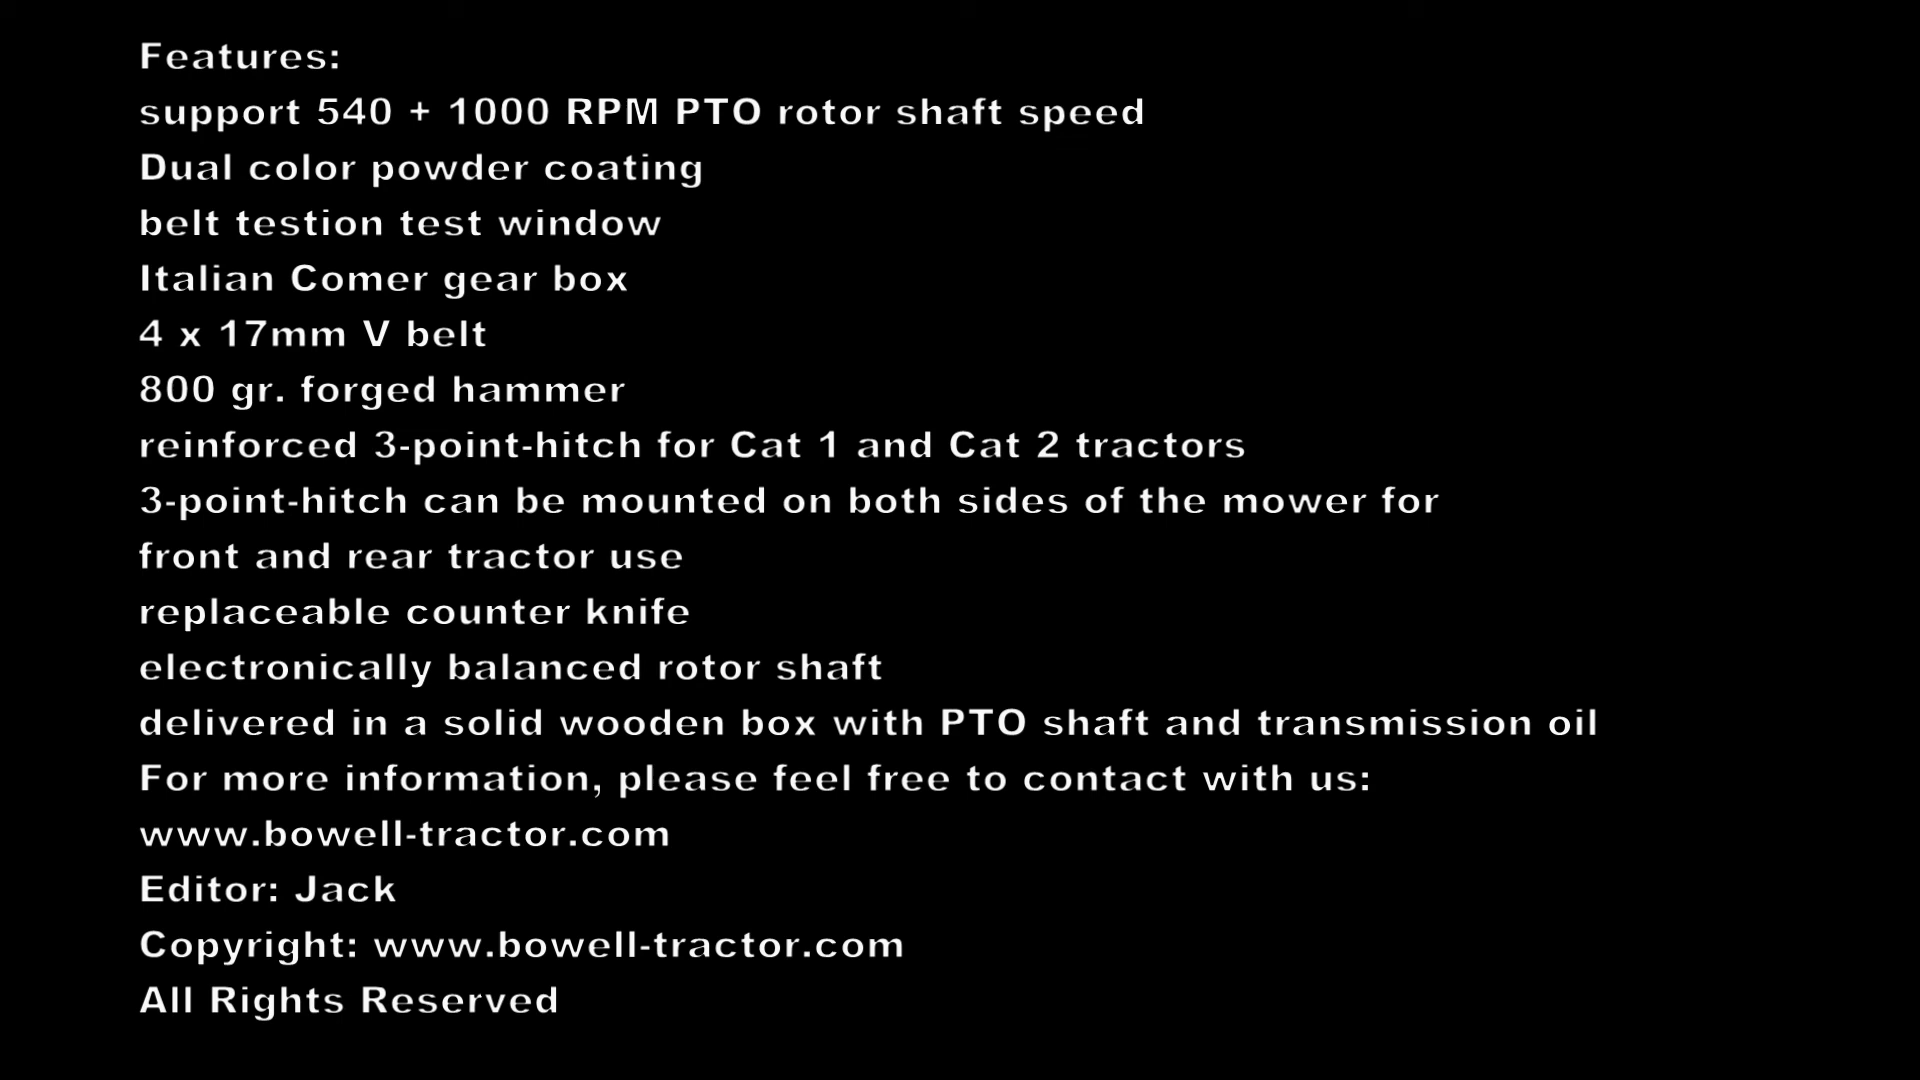 Features:
support 540 + 1000 RPM PTO rotor shaft speed
Dual color powder coating
belt testion test window
Italian Comer gear box
4 x 17mm V belt
800 gr. forged hammer
reinforced 3-point-hitch for Cat 1 and Cat 2 tractors
3-point-hitch can be mounted on both sides of the mower for
front and rear tractor use
replaceable counter knife
electronically balanced rotor shaft
delivered in a solid wooden box with PTO shaft and transmission oil
For more information, please feel free to contact with us:
www.bowell-tractor.com
Editor: Jack
Copyright: www.bowell-tractor.com
All Rights Reserved